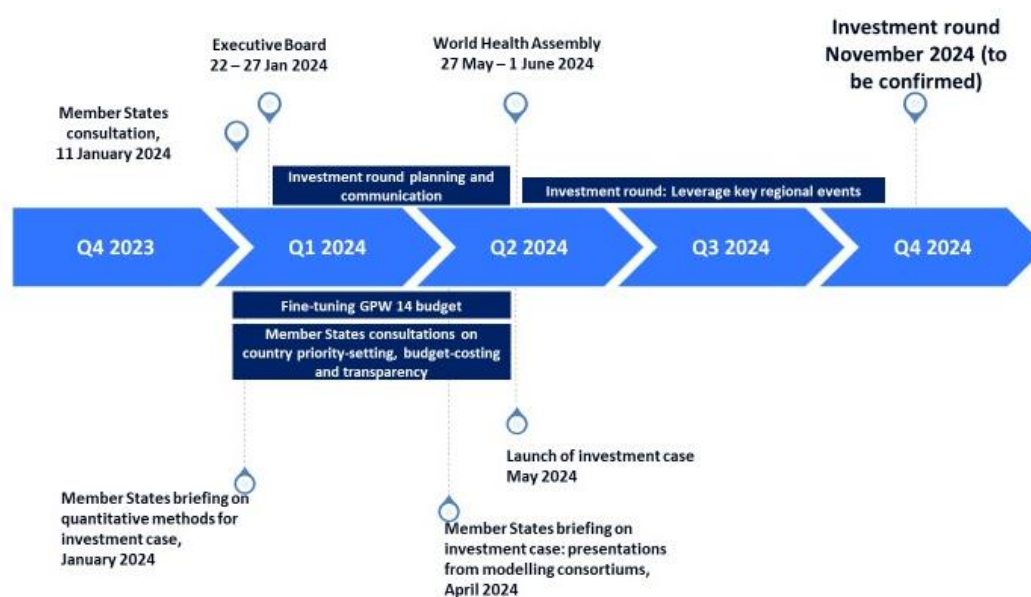 Executive Board
22 – 27 Jan 2024
World Health Assembly
27 May – 1 June 2024
Investment round
November 2024 (to
be confirmed)
Member States
consultation,
11 January 2024
Investment round planning and
communication
Investment round: Leverage key regional events
Q4 2023
Q1 2024
Q2 2024
Q3 2024
Q4 2024
Fine-tuning GPW 14 budget
Member States consultations on
country priority-setting, budget-costing
and transparency
Launch of investment case
May 2024
Member States briefing on
quantitative methods for
investment case,
January 2024
Member States briefing on
investment case: presentations
from modelling consortiums,
April 2024